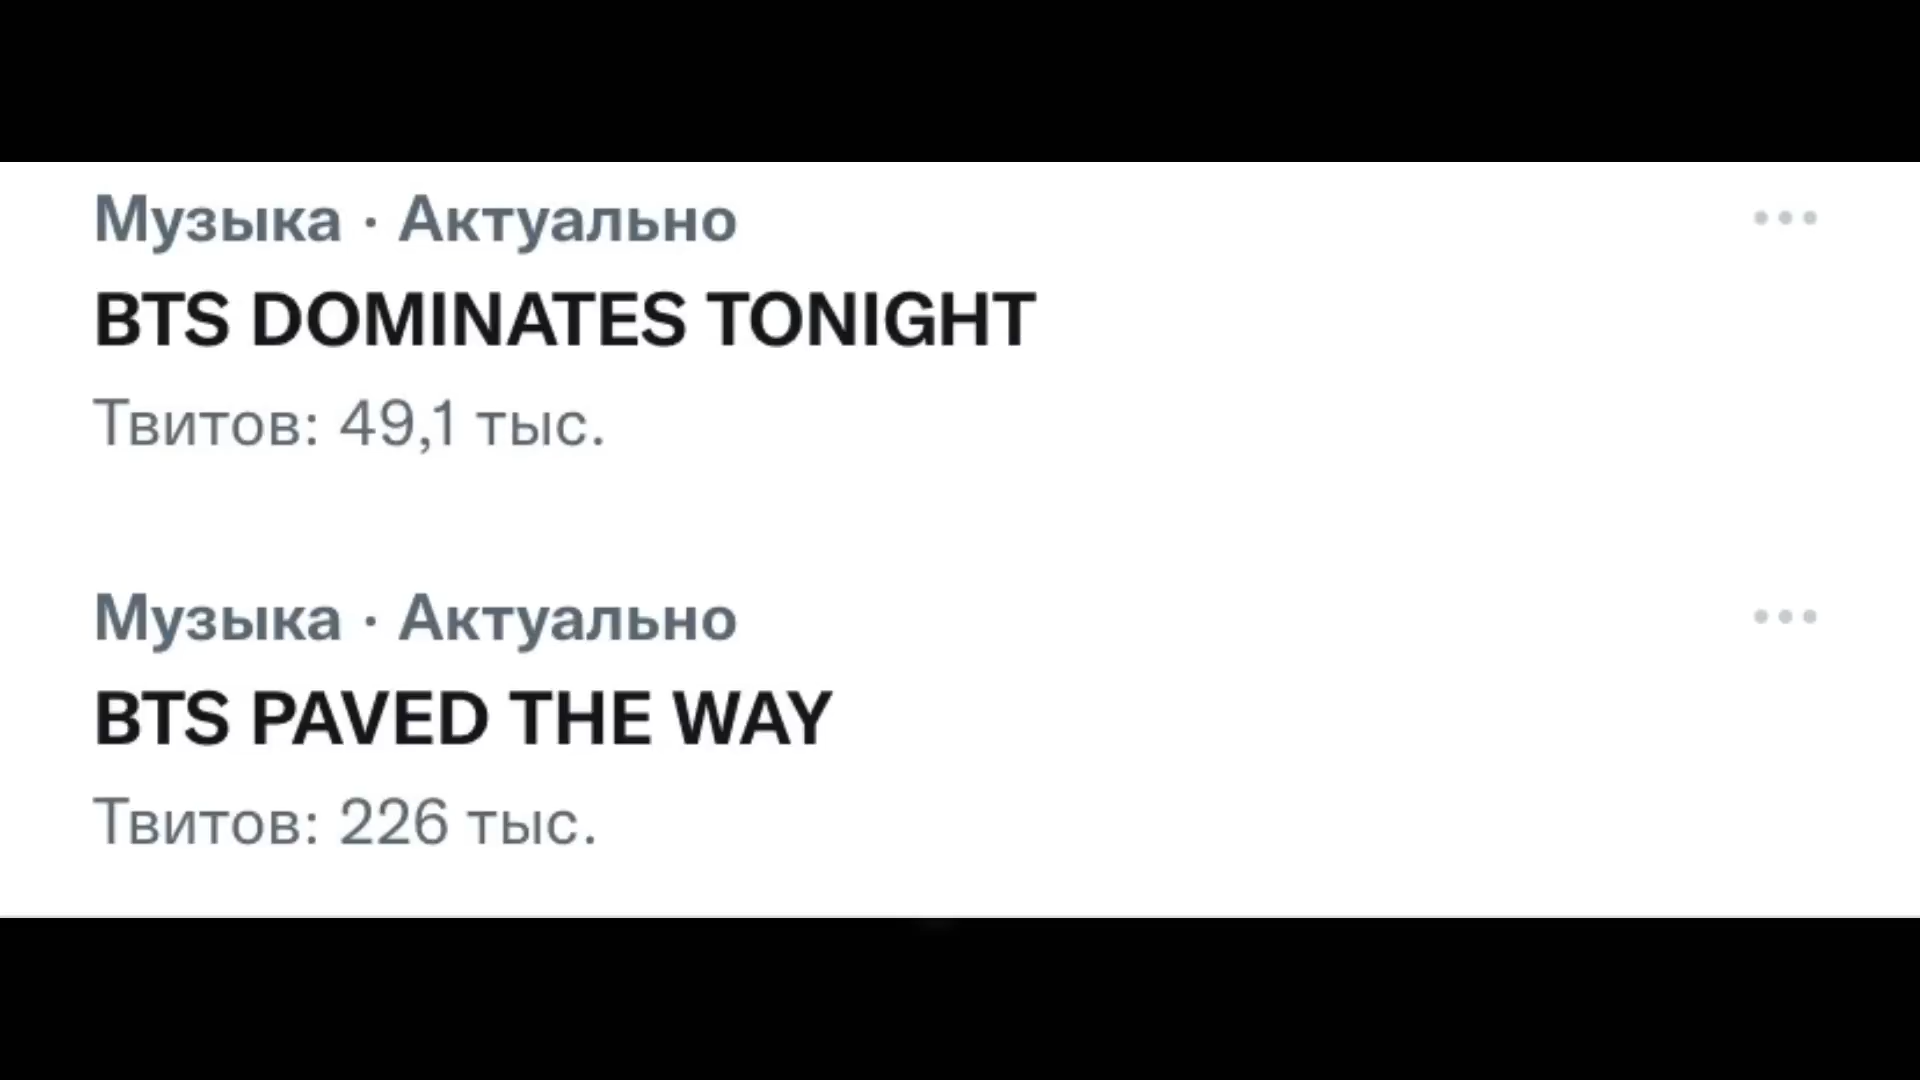 Музыка · Актуально
BTS DOMINATES TONIGHT
Твитов: 49,1 тыс.
Музыка · Актуально
BTS PAVED THE WAY
Твитов: 226 тыс.